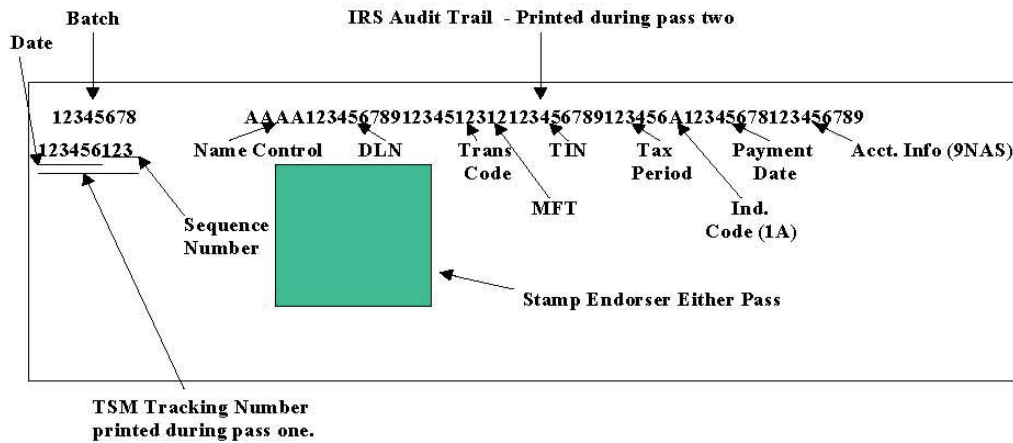 Batch
IRS Audit Trail - Printed during pass two
Date
12345678
AAAA1234567891234512312123456789123456A12345678123456789
123456123
Name Control
DLN
Trans Code
TIN
Tax Period
Payment Date
Acct. Info (9NAS)
MFT
Ind. Code (1A)
Sequence Number
Stamp Endorser Either Pass
TSM Tracking Number
printed during pass one.